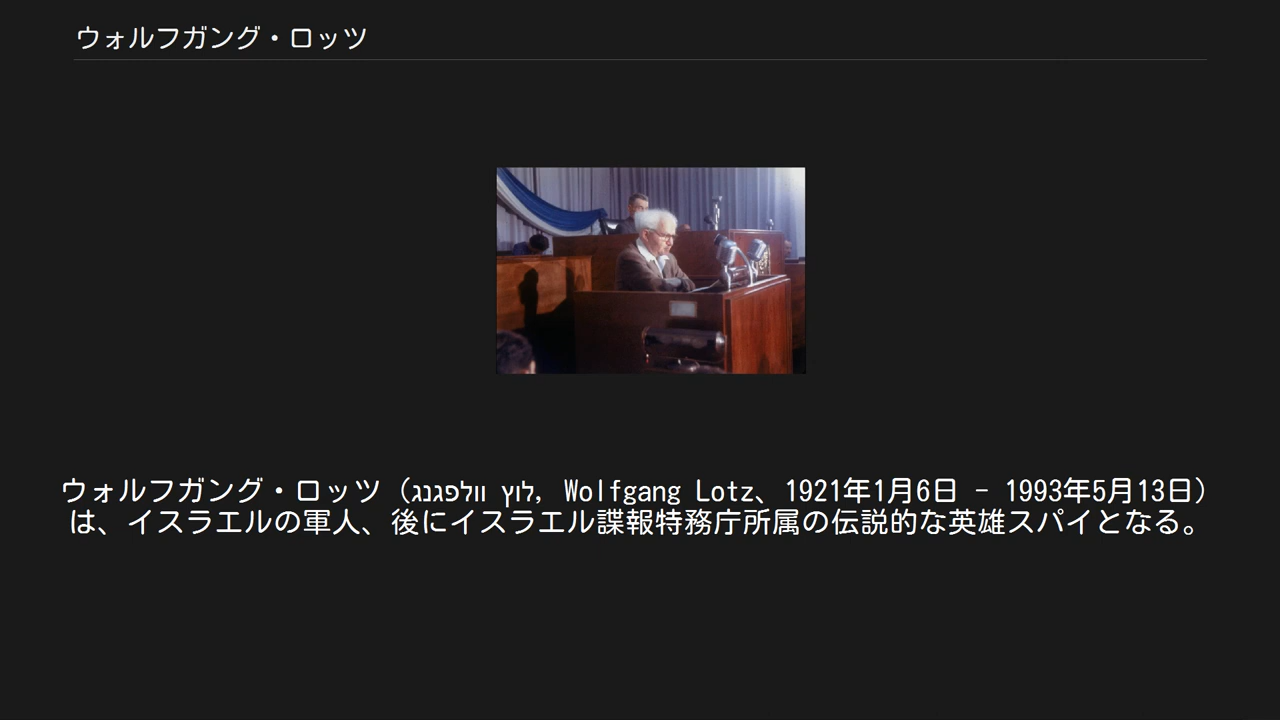 ウォルフガング・ロッツ
ウォルフガング・ロッツ（וולפגנג לוץ, Wolfgang Lotz、1921年1月6日 - 1993年5月13日）
は、イスラエルの軍人、後にイスラエル諜報特務庁所属の伝説的な英雄スパイとなる。